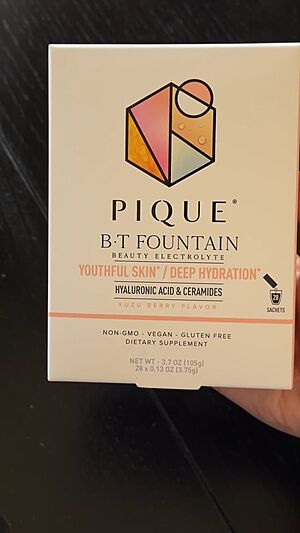 PIQUE®
B·T FOUNTAIN
BEAUTY ELECTROLYTE
YOUTHFUL SKIN* / DEEP HYDRATION*
HYALURONIC ACID & CERAMIDES
YUZU BERRY FLAVOR
28
SACHETS
NON-GMO - VEGAN - GLUTEN FREE
DIETARY SUPPLEMENT
NET WT - 3.7 OZ (105g)
28 x 0.13 OZ (3.75g)